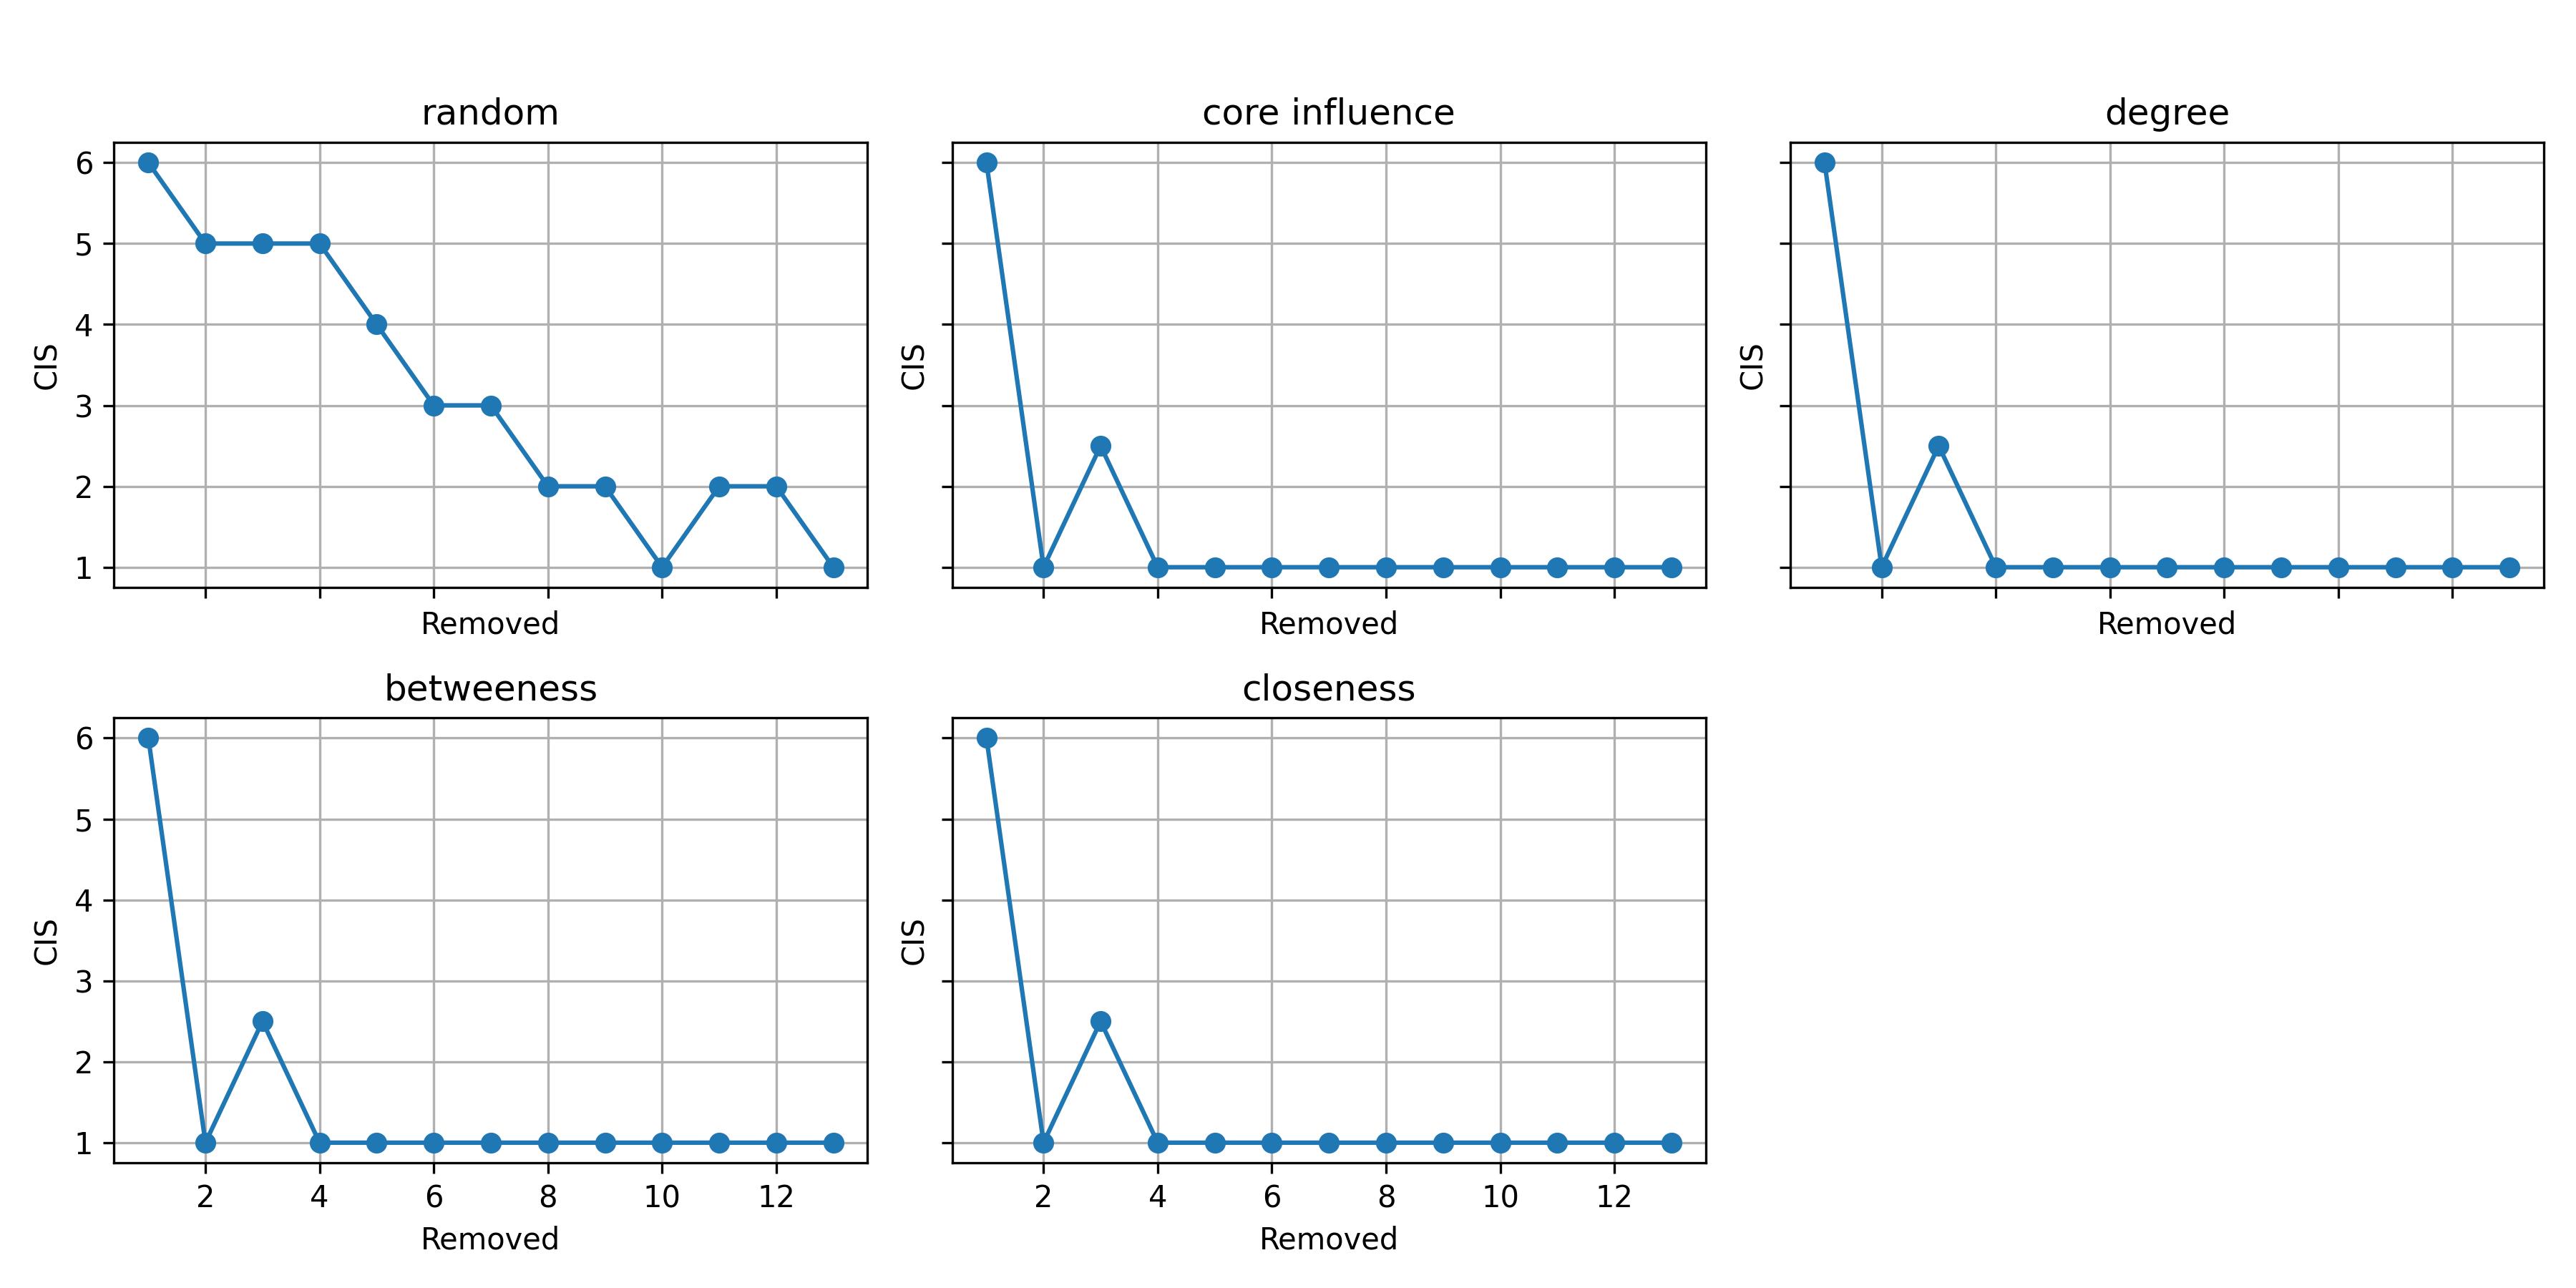 random
core influence
degree
6
5
4
3
2
1
CIS
CIS
CIS
Removed
Removed
Removed
betweeness
closeness
6
5
4
3
2
1
CIS
CIS
2 4 6 8 10 12
2 4 6 8 10 12
Removed
Removed